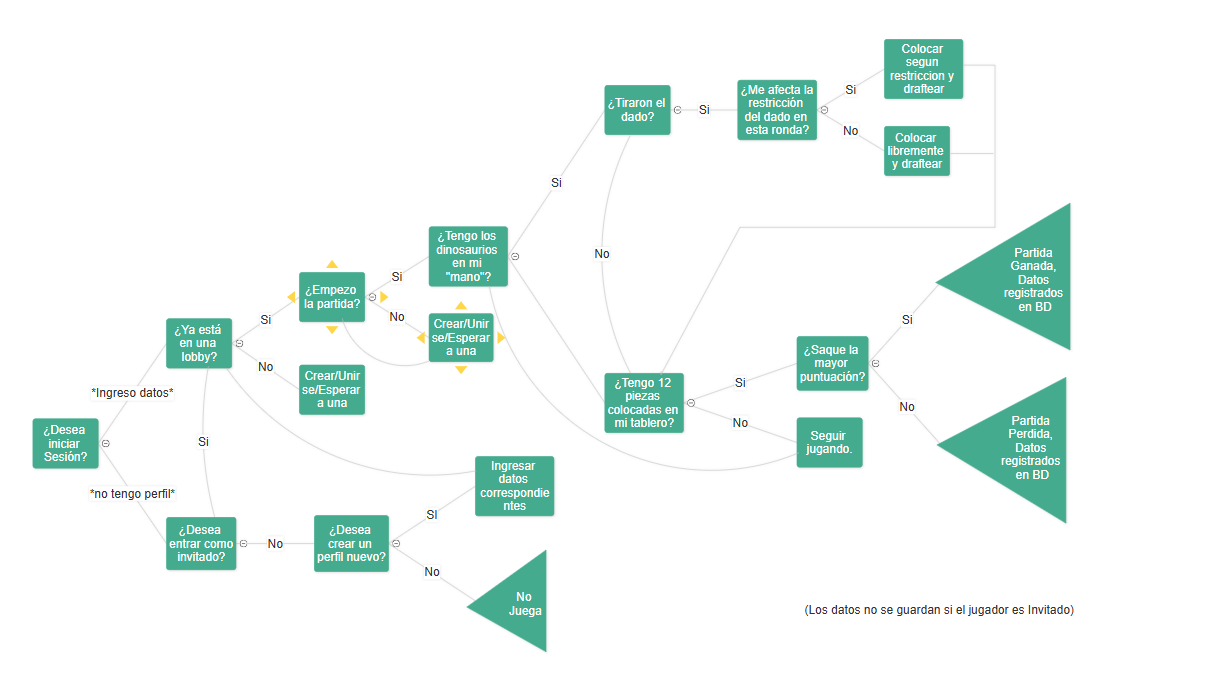 ¿Desea
iniciar
Sesión?
*Ingreso datos*
*no tengo perfil*
¿Ya está
en una
lobby?
Si
No
Si
¿Desea
entrar como
invitado?
No
¿Empezo
la partida?
Si
No
Crear/Unir
se/Esperar
a una
¿Desea
crear un
perfil nuevo?
SI
No
¿Tengo los
dinosaurios
en mi
"mano"?
Si
Crear/Unir
se/Esperar
a una
Ingresar
datos
correspondie
ntes
No
Juega
¿Tiraron el
dado?
Si
No
¿Tengo 12
piezas
colocadas en
mi tablero?
Si
No
¿Me afecta la
restricción
del dado en
esta ronda?
Si
No
Colocar
segun
restriccion y
draftear
Colocar
libremente
y draftear
¿Saque la
mayor
puntuación?
Si
No
Seguir
jugando.
Partida
Ganada,
Datos
registrados
en BD
Partida
Perdida,
Datos
registrados
en BD
(Los datos no se guardan si el jugador es Invitado)